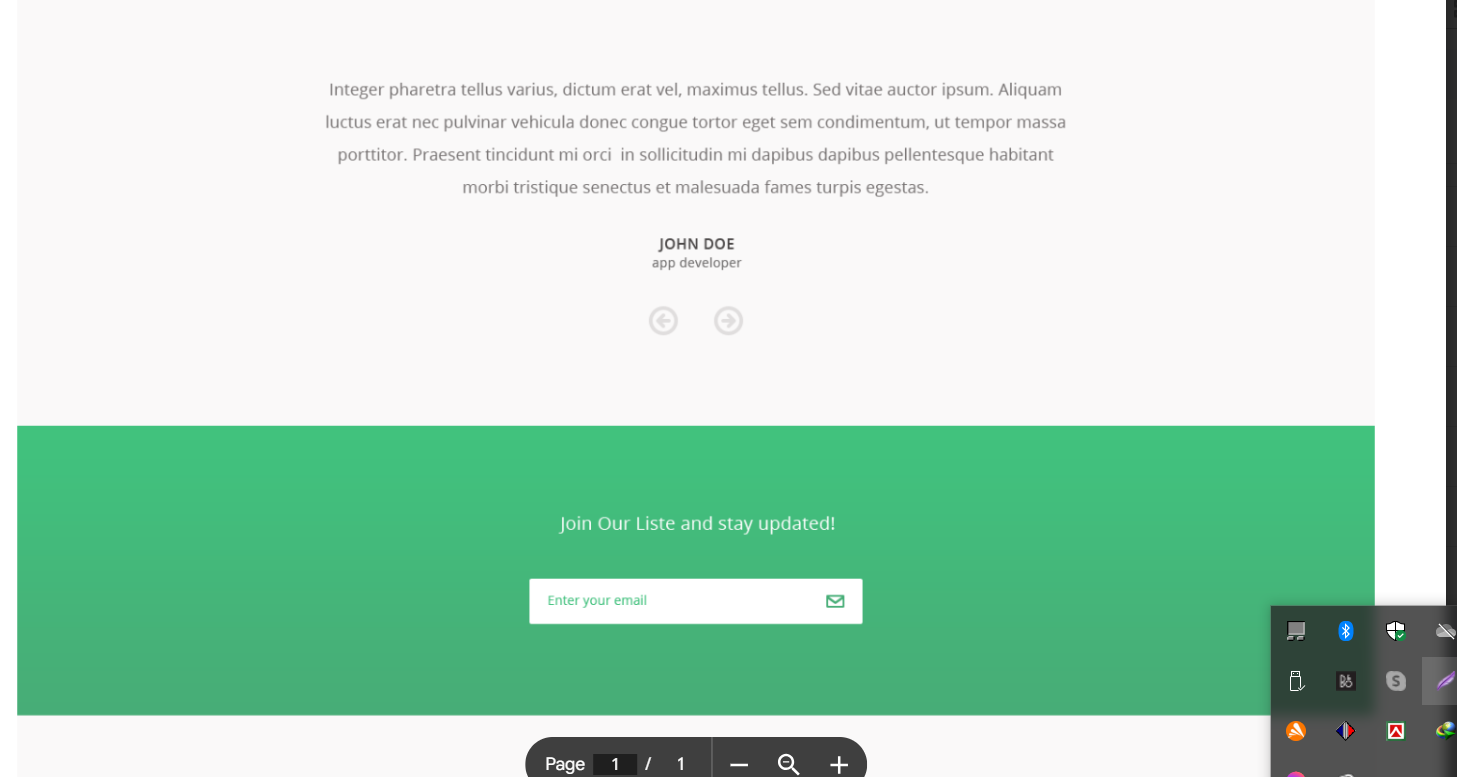 Integer pharetra tellus varius, dictum erat vel, maximus tellus. Sed vitae auctor ipsum. Aliquam
luctus erat nec pulvinar vehicula donec congue tortor eget sem condimentum, ut tempor massa
porttitor. Praesent tincidunt mi orci  in sollicitudin mi dapibus dapibus pellentesque habitant
morbi tristique senectus et malesuada fames turpis egestas.
JOHN DOE
app developer
Join Our Liste and stay updated!
Enter your email
Page 1 / 1